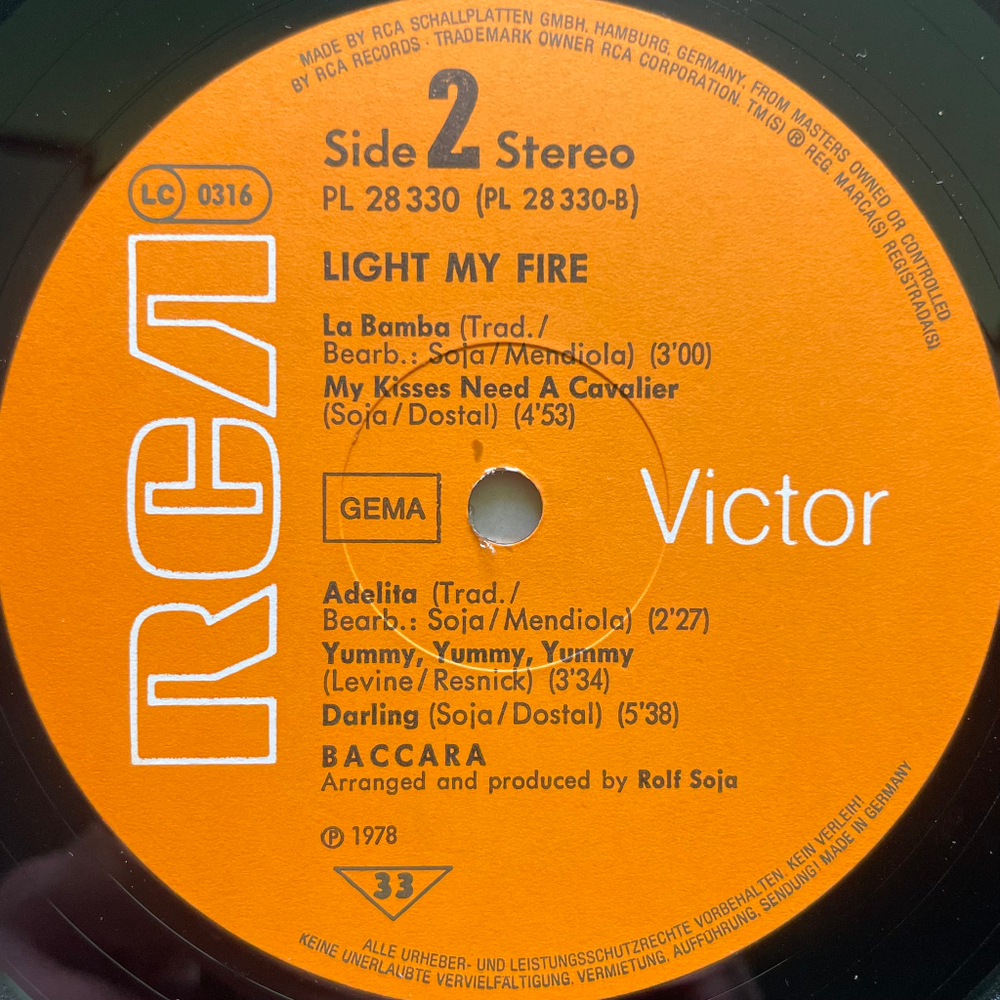 MADE BY RCA SCHALLPLATTEN GMBH, HAMBURG, GERMANY, FROM MASTERS OWNED OR CONTROLLED
BY RCA RECORDS · TRADEMARK OWNER RCA CORPORATION. TM(S) ® REG. MARCA(S) REGISTRADA(S)
Side 2 Stereo
LC 0316
PL 28 330 (PL 28 330-B)
LIGHT MY FIRE
La Bamba (Trad./
Bearb.: Soja/Mendiola) (3'00)
My Kisses Need A Cavalier
(Soja/Dostal) (4'53)
RCA
GEMA
Victor
Adelita (Trad./
Bearb.: Soja/Mendiola) (2'27)
Yummy, Yummy, Yummy
(Levine/Resnick) (3'34)
Darling (Soja/Dostal) (5'38)
BACCARA
Arranged and produced by Rolf Soja
℗ 1978
33
ALLE URHEBER- UND LEISTUNGSSCHUTZRECHTE VORBEHALTEN. KEIN VERLEIH!
KEINE UNERLAUBTE VERVIELFÄLTIGUNG, VERMIETUNG, AUFFÜHRUNG, SENDUNG! MADE IN GERMANY